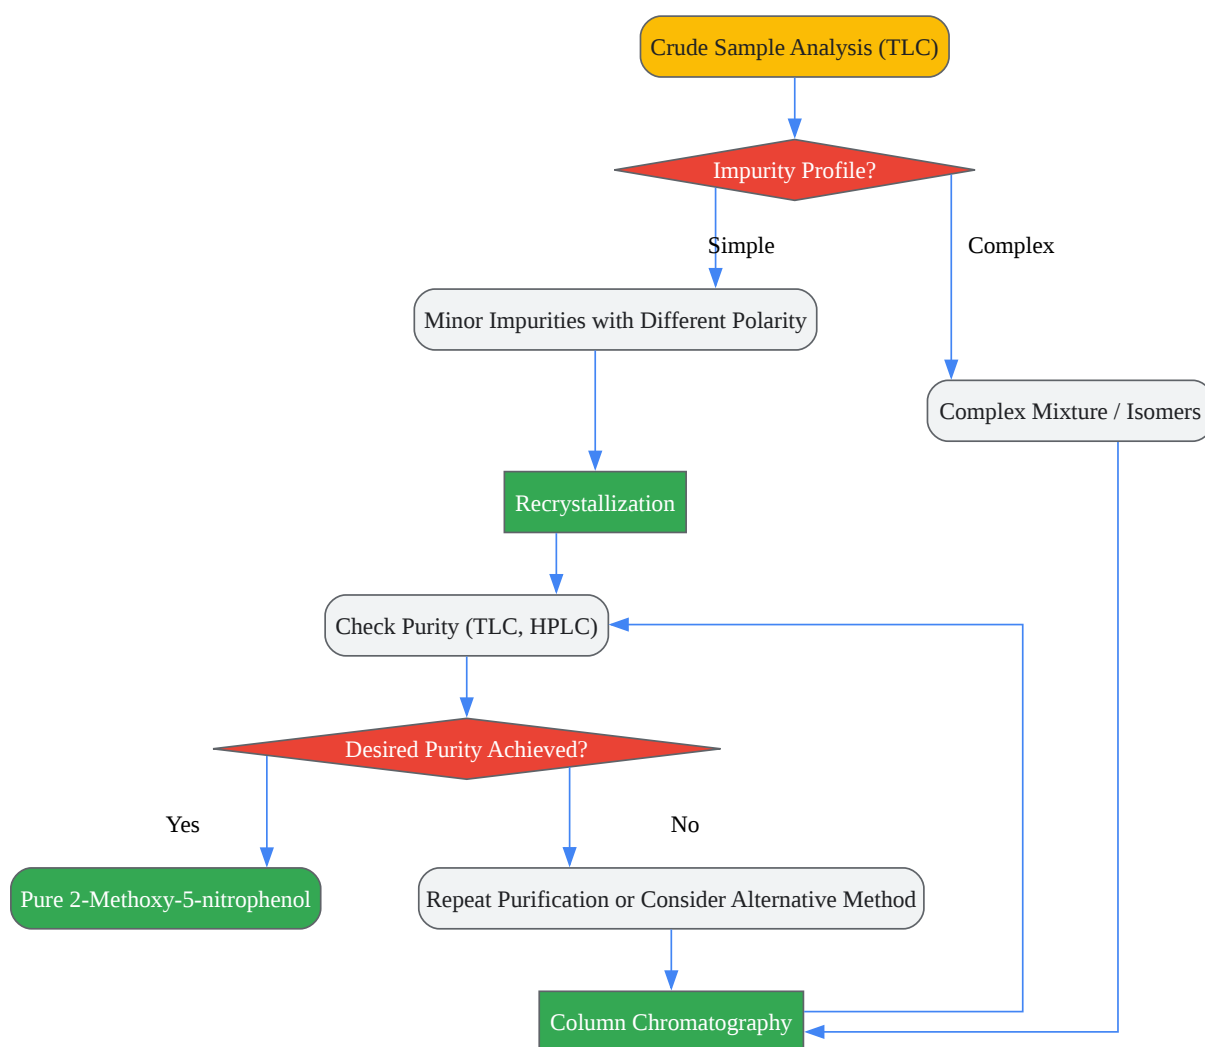 Crude Sample Analysis (TLC)
Impurity Profile?
Simple
Complex
Minor Impurities with Different Polarity
Complex Mixture / Isomers
Recrystallization
Check Purity (TLC, HPLC)
Desired Purity Achieved?
Yes
No
Pure 2-Methoxy-5-nitrophenol
Repeat Purification or Consider Alternative Method
Column Chromatography